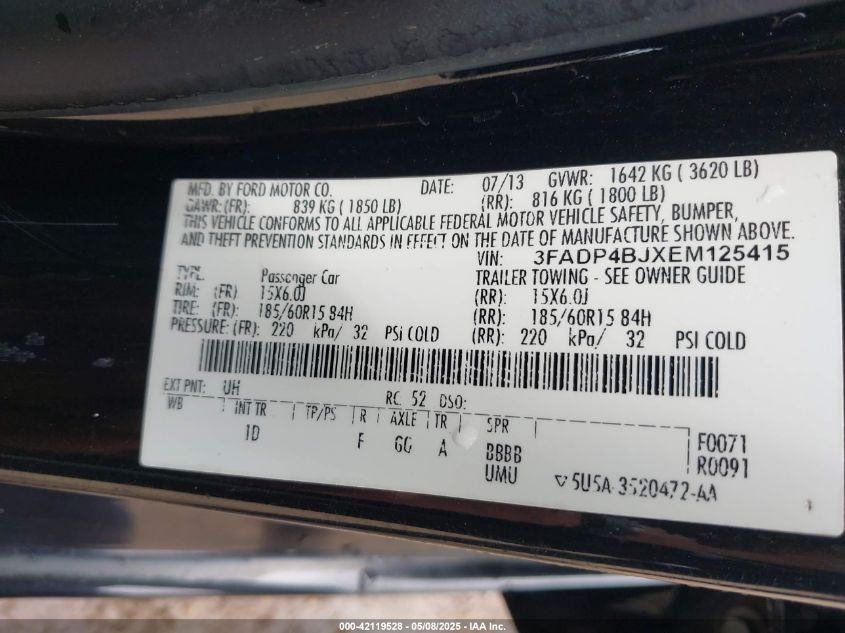 MFD. BY FORD MOTOR CO. DATE: 07/13 GVWR: 1642 KG ( 3620 LB)
GAWR: (FR): 839 KG ( 1850 LB) (RR): 816 KG ( 1800 LB)
THIS VEHICLE CONFORMS TO ALL APPLICABLE FEDERAL MOTOR VEHICLE SAFETY, BUMPER,
AND THEFT PREVENTION STANDARDS IN EFFECT ON THE DATE OF MANUFACTURE SHOWN ABOVE.
VIN: 3FADP4BJXEM125415
TYPE: Passenger Car TRAILER TOWING - SEE OWNER GUIDE
RIM: (FR) 15X6.0J (RR): 15X6.0J
TIRE: (FR): 185/60R15 84H (RR): 185/60R15 84H
PRESSURE: (FR): 220 kPa/ 32 PSi COLD (RR): 220 kPa/ 32 PSI COLD
EXT PNT: UH RC: 52 DSO:
WB INT TR TP/PS R AXLE TR SPR
1D F GG A BBBB F0071
UMU R0091
5U5A-3520472-AA
000-42119528 - 05/08/2025 - IAA Inc.